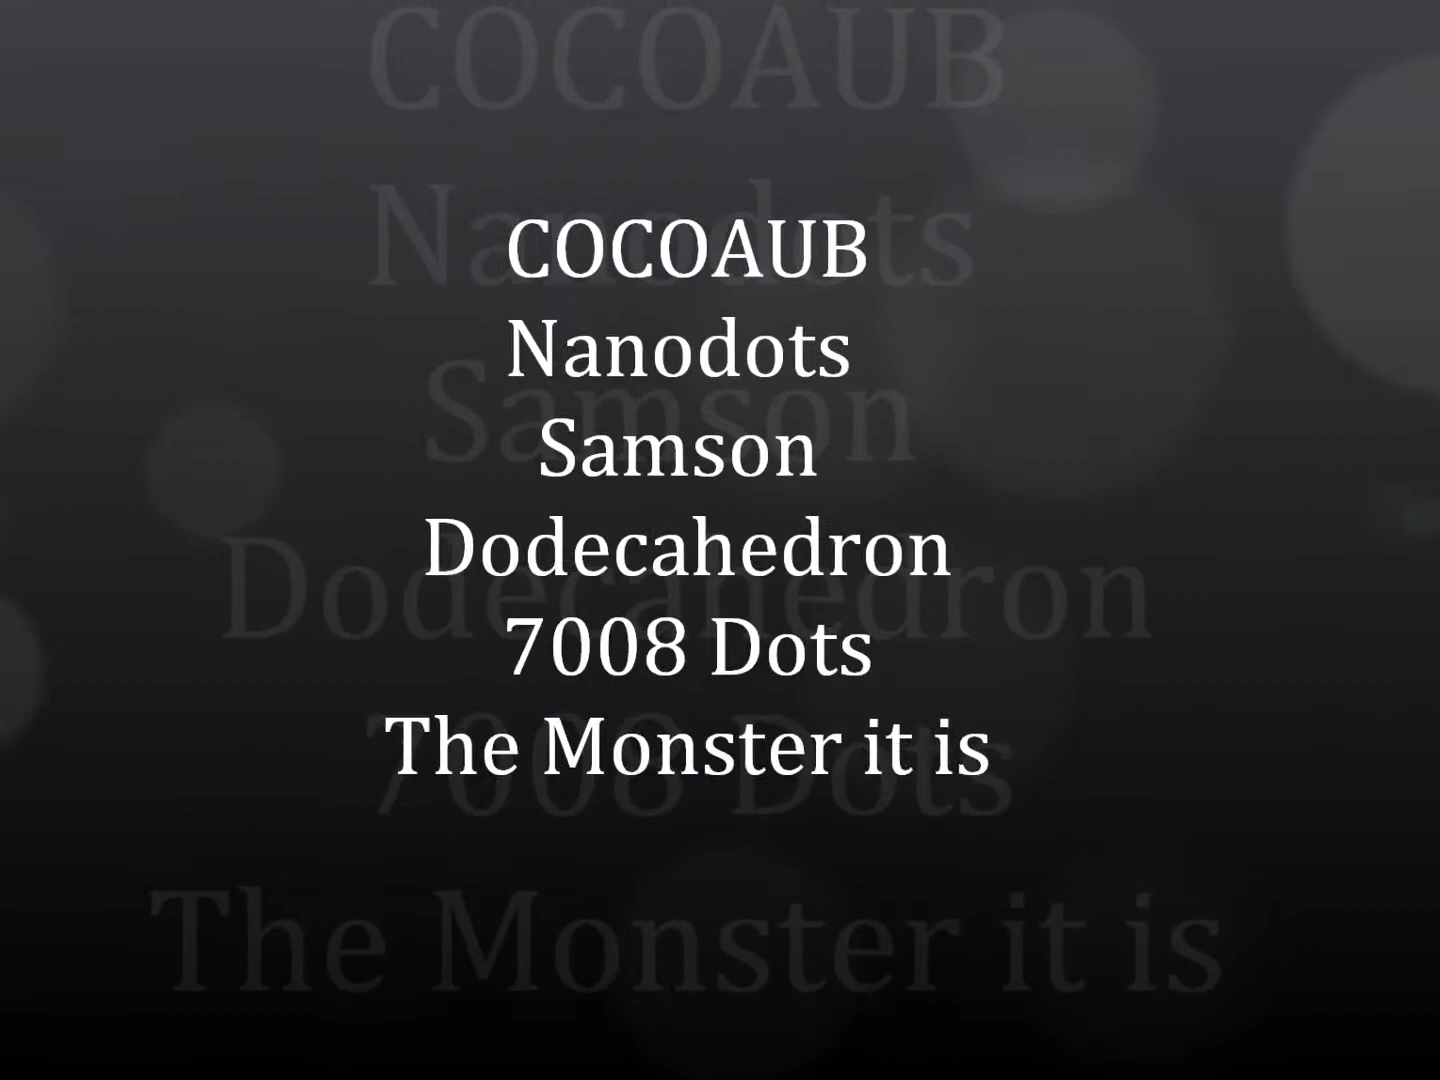 COCOAUB
Nanodots
Samson
Dodecahedron
7008 Dots
The Monster it is